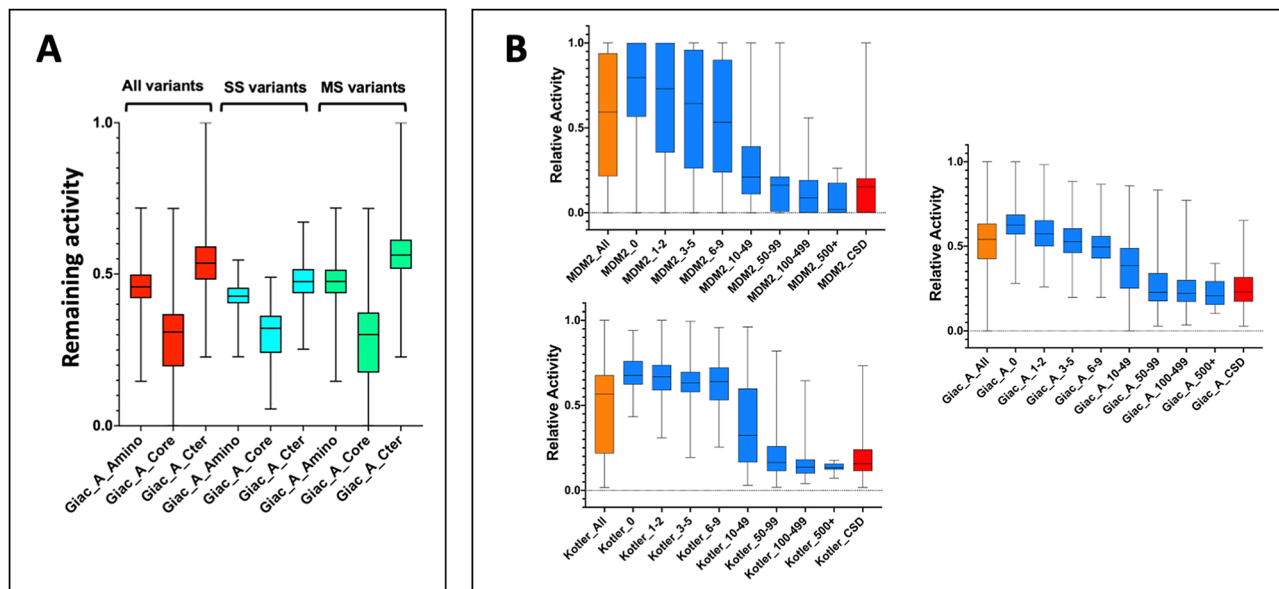 A
All variants SS variants MS variants
Remaining activity
1.0
0.5
0.0
Giac_A_Amino
Giac_A_Core
Giac_A_Cter
Giac_A_Amino
Giac_A_Core
Giac_A_Cter
Giac_A_Amino
Giac_A_Core
Giac_A_Cter
B
Relative Activity
1.0
0.5
0.0
MDM2_All
MDM2_0
MDM2_1-2
MDM2_3-5
MDM2_6-9
MDM2_10-49
MDM2_50-99
MDM2_100-499
MDM2_500+
MDM2_CSD
Relative Activity
1.0
0.5
0.0
Kotler_All
Kotler_0
Kotler_1-2
Kotler_3-5
Kotler_6-9
Kotler_10-49
Kotler_50-99
Kotler_100-499
Kotler_500+
Kotler_CSD
Relative Activity
1.0
0.5
0.0
Giac_A_All
Giac_A_0
Giac_A_1-2
Giac_A_3-5
Giac_A_6-9
Giac_A_10-49
Giac_A_50-99
Giac_A_100-499
Giac_A_500+
Giac_A_CSD